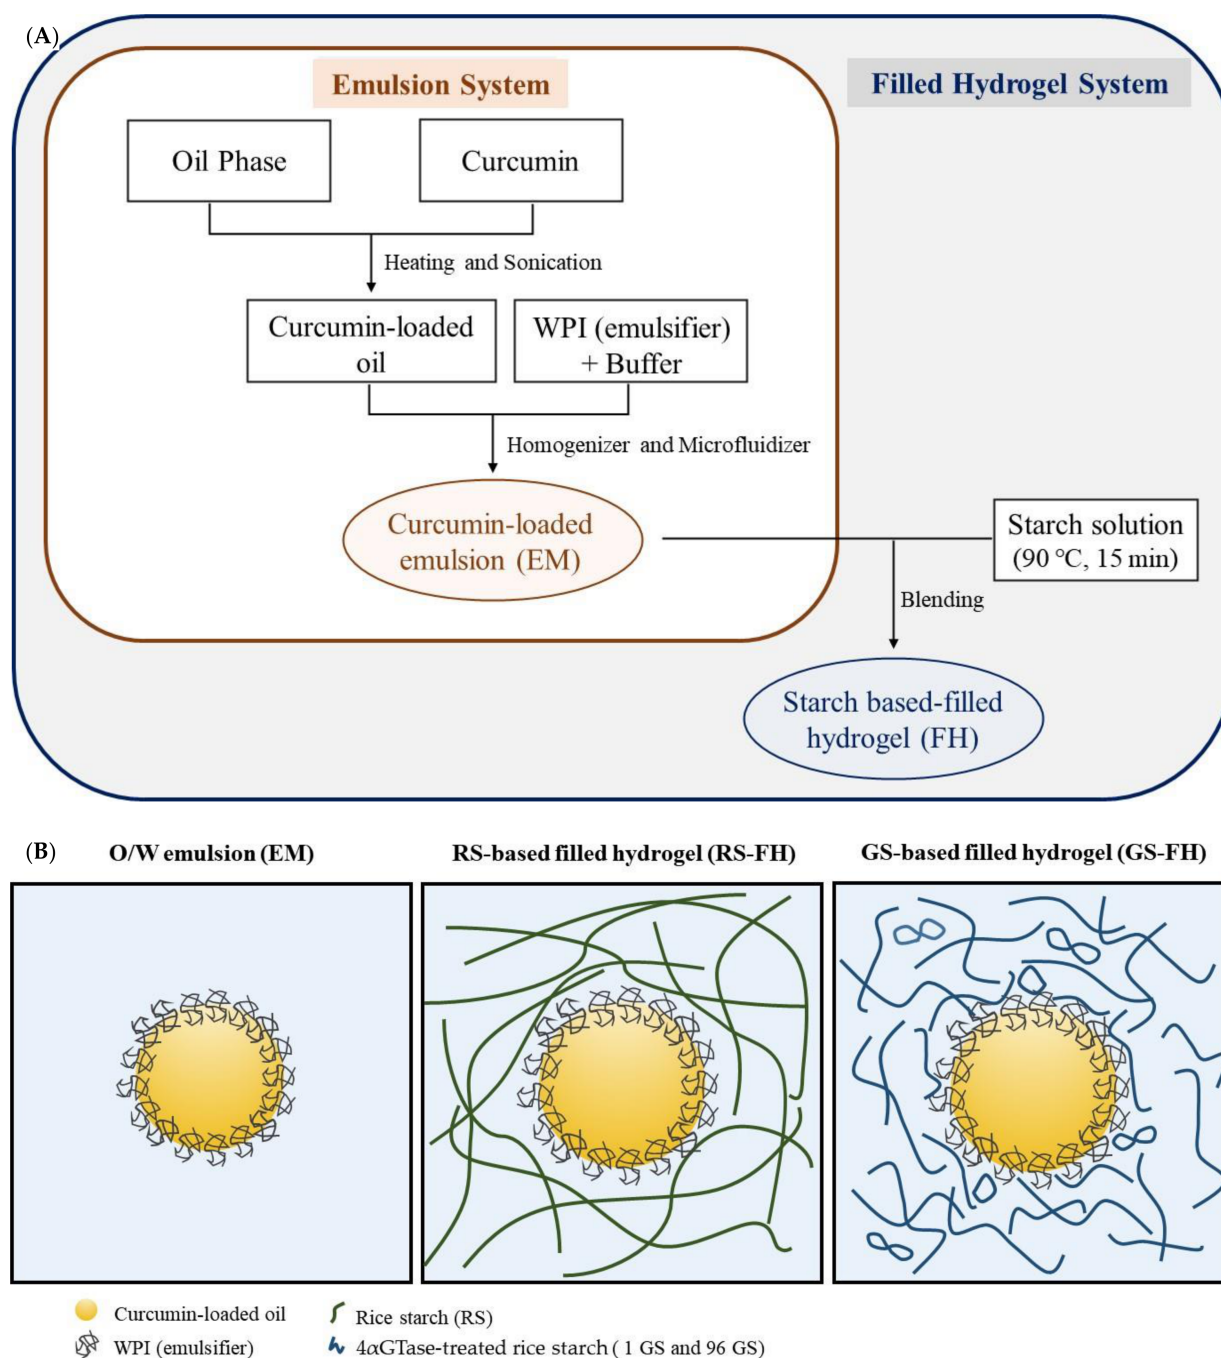 (A)
Emulsion System
Filled Hydrogel System
Oil Phase
Curcumin
Heating and Sonication
Curcumin-loaded
oil
WPI (emulsifier)
+ Buffer
Homogenizer and Microfluidizer
Curcumin-loaded
emulsion (EM)
Starch solution
(90 °C, 15 min)
Blending
Starch based-filled
hydrogel (FH)
(B)
O/W emulsion (EM)
RS-based filled hydrogel (RS-FH)
GS-based filled hydrogel (GS-FH)
Curcumin-loaded oil
Rice starch (RS)
WPI (emulsifier)
4αGTase-treated rice starch ( 1 GS and 96 GS)